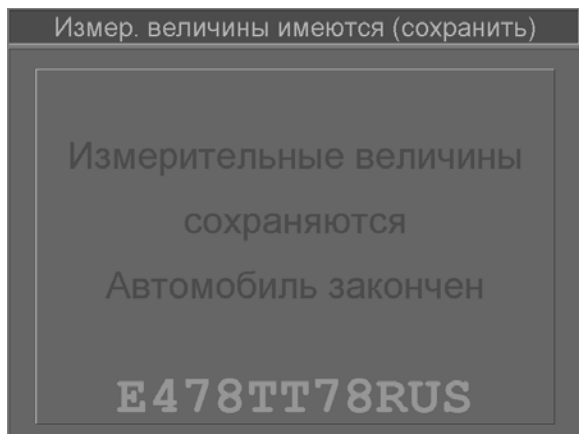 Измер. величины имеются (сохранить)
Измерительные величины
сохраняются
Автомобиль закончен
E478TT78RUS